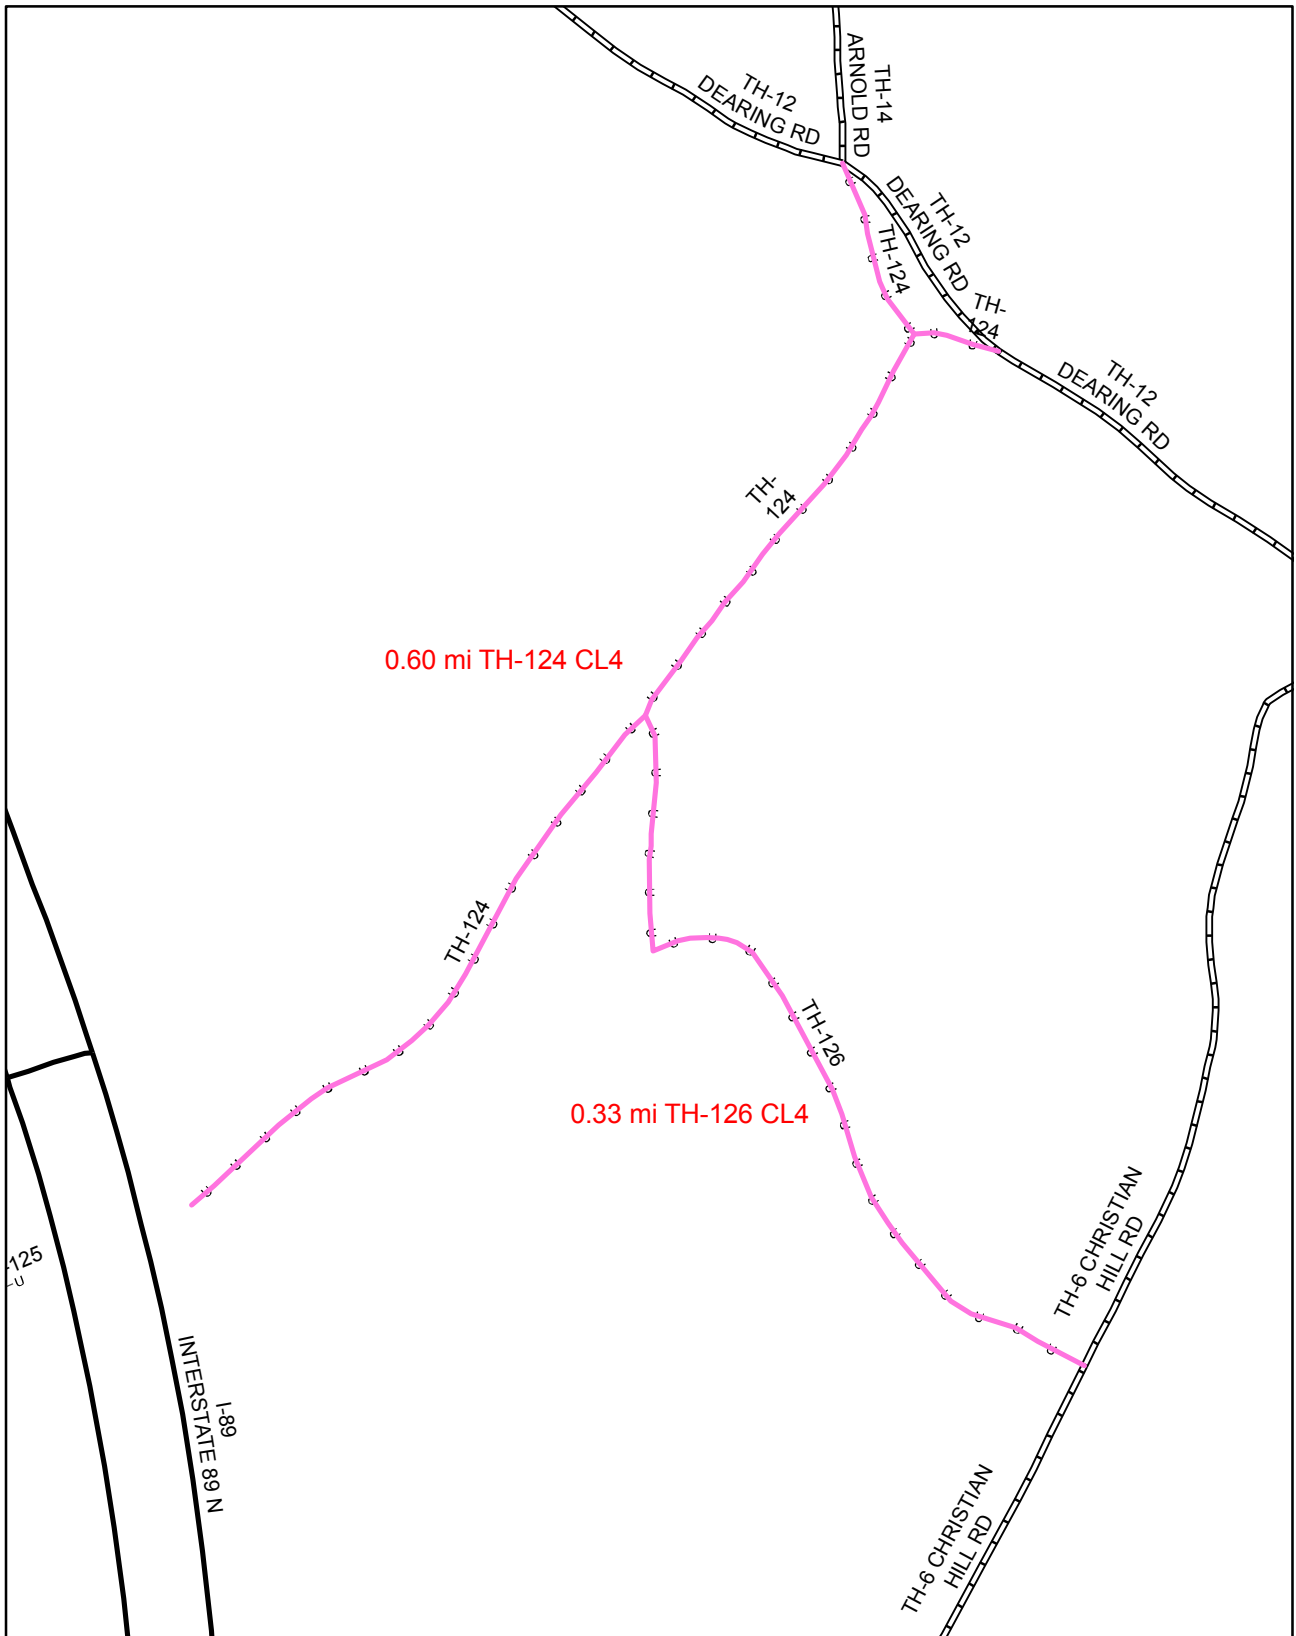 TH-12
DEARING RD
TH-14
ARNOLD RD
TH-12
DEARING RD
TH-124
TH-
124
TH-12
DEARING RD
TH-
124
0.60 mi TH-124 CL4
TH-124
TH-126
0.33 mi TH-126 CL4
TH-6 CHRISTIAN
HILL RD
-125
I-89
INTERSTATE 89 N
TH-6 CHRISTIAN
HILL RD